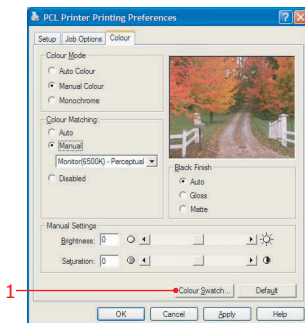 PCL Printer Printing Preferences
Setup Job Options Colour
Colour Mode
Auto Colour
Manual Colour
Monochrome
Colour Matching:
Auto
Manual
Monitor(6500K) - Perceptual
Disabled
Black Finish
Auto
Gloss
Matte
Manual Settings
Brightness: 0
Saturation: 0
1
Colour Swatch... Default
OK Cancel Apply Help